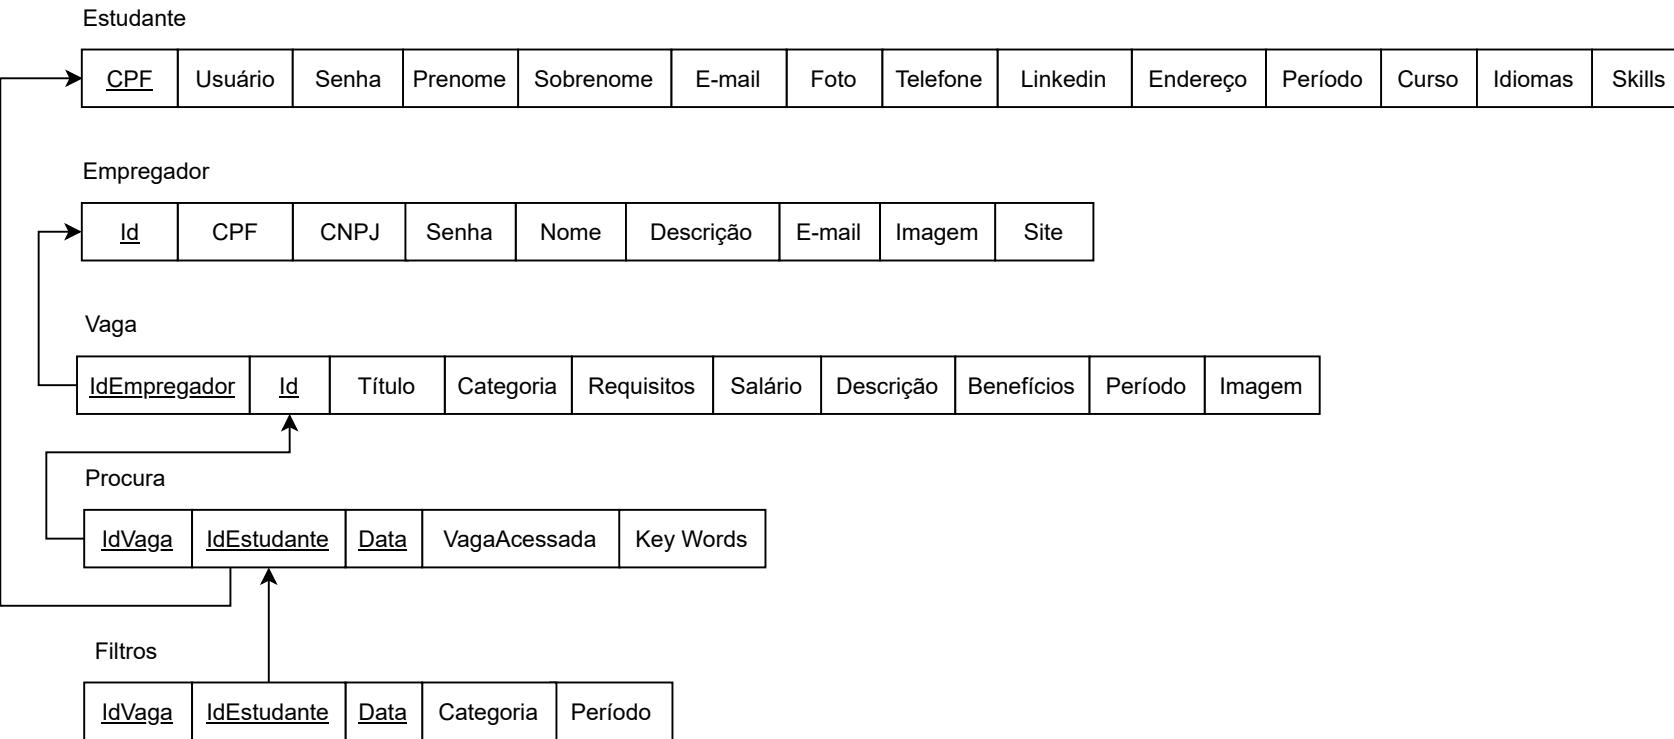 Estudante
CPF Usuário Senha Prenome Sobrenome E-mail Foto Telefone Linkedin Endereço Período Curso Idiomas Skills
Empregador
Id CPF CNPJ Senha Nome Descrição E-mail Imagem Site
Vaga
IdEmpregador Id Título Categoria Requisitos Salário Descrição Benefícios Período Imagem
Procura
IdVaga IdEstudante Data VagaAcessada Key Words
Filtros
IdVaga IdEstudante Data Categoria Período